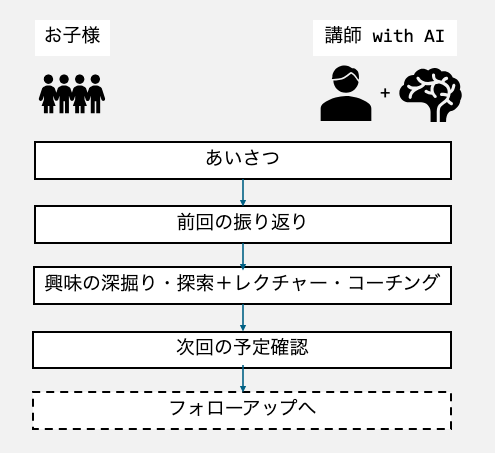 お子様
講師 with AI
+
あいさつ
前回の振り返り
興味の深掘り・探索＋レクチャー・コーチング
次回の予定確認
フォローアップへ